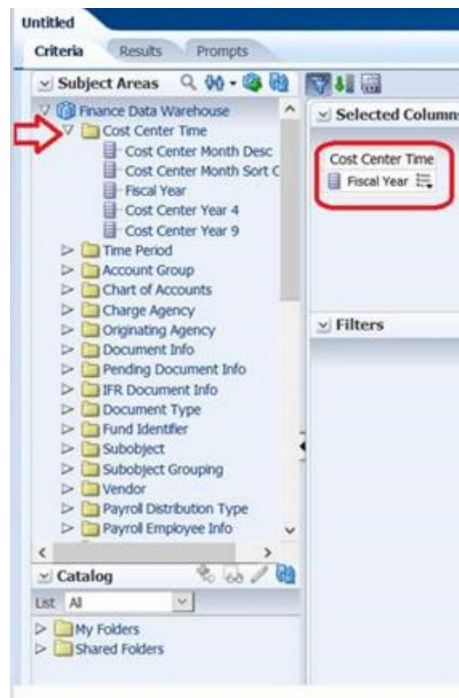 Untitled
Criteria Results Prompts
Subject Areas
Finance Data Warehouse
Cost Center Time
Cost Center Month Desc
Cost Center Month Sort C
Fiscal Year
Cost Center Year 4
Cost Center Year 9
Time Period
Account Group
Chart of Accounts
Charge Agency
Originating Agency
Document Info
Pending Document Info
IFR Document Info
Document Type
Fund Identifier
Subobject
Subobject Grouping
Vendor
Payroll Distribution Type
Payroll Employee Info
Catalog
List All
My Folders
Shared Folders
Selected Columns
Cost Center Time
Fiscal Year
Filters